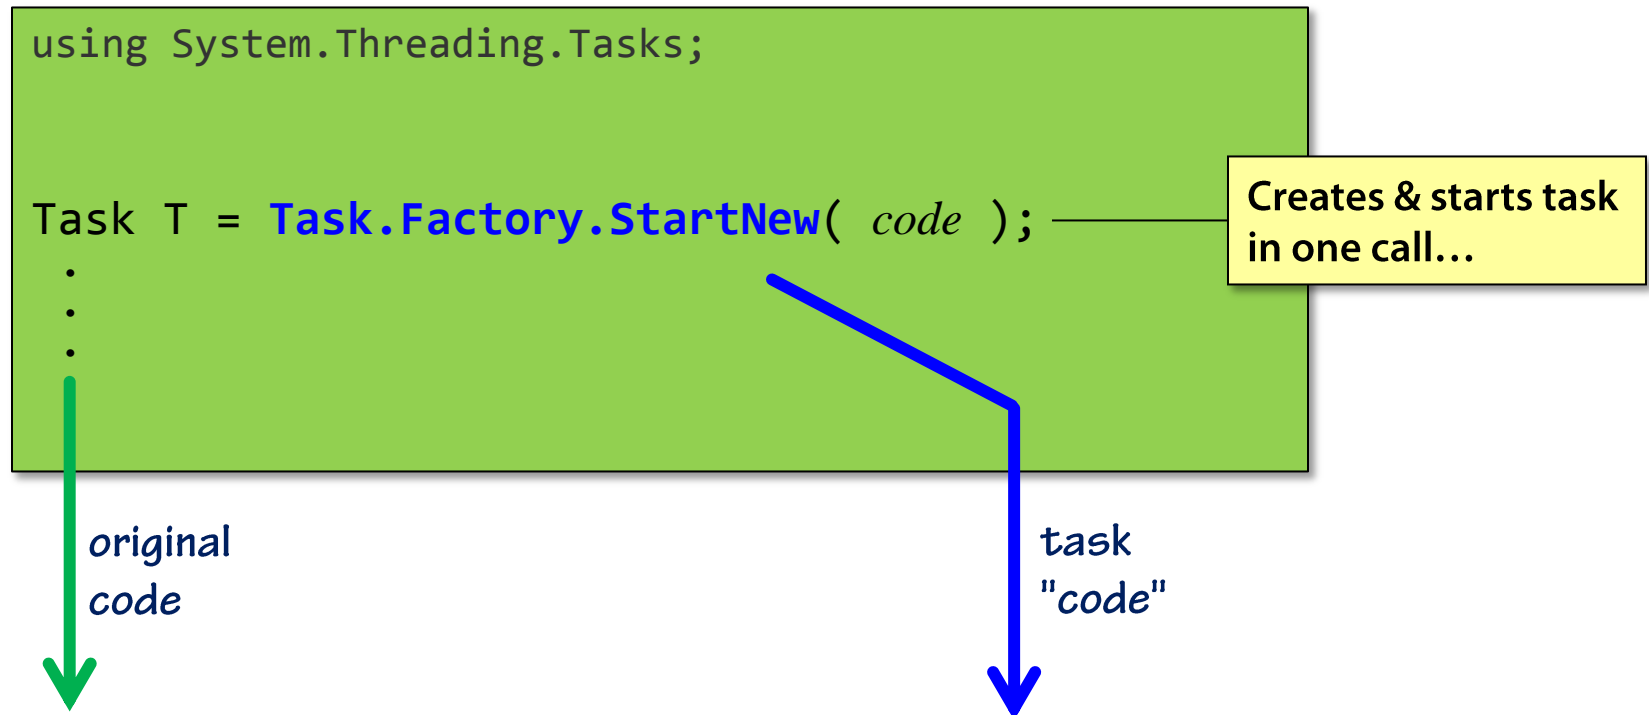 using System.Threading.Tasks;
Task T = Task.Factory.StartNew( code );
.
.
.
Creates & starts task
in one call…
original
code
task
"code"